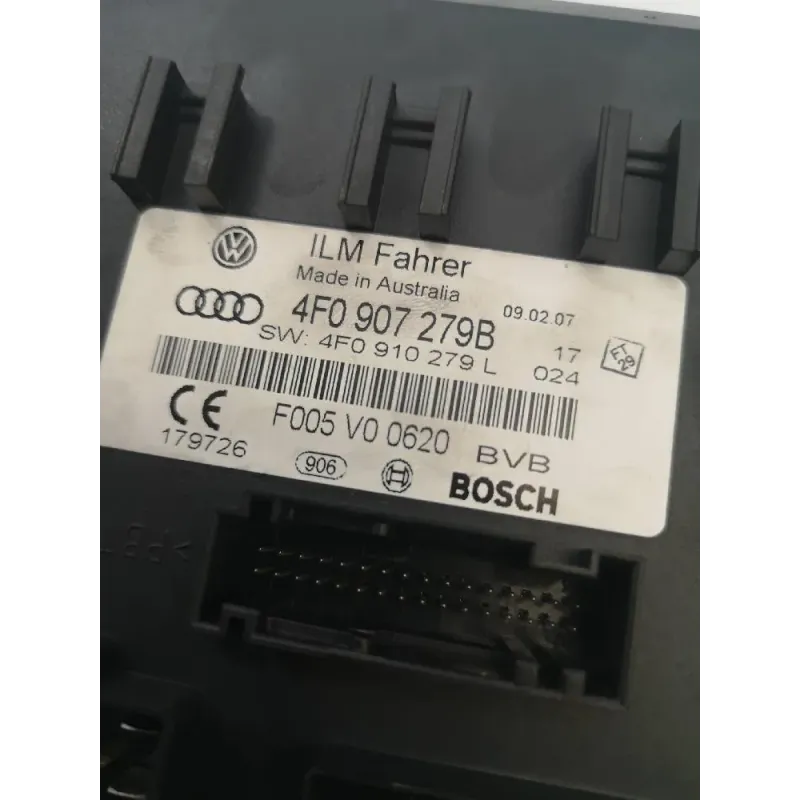 ILM Fahrer
Made in Australia
09.02.07
4F0 907 279B
SW: 4F0 910 279 L
17
024
F005 V0 0620
BVB
CE
179726
906
BOSCH